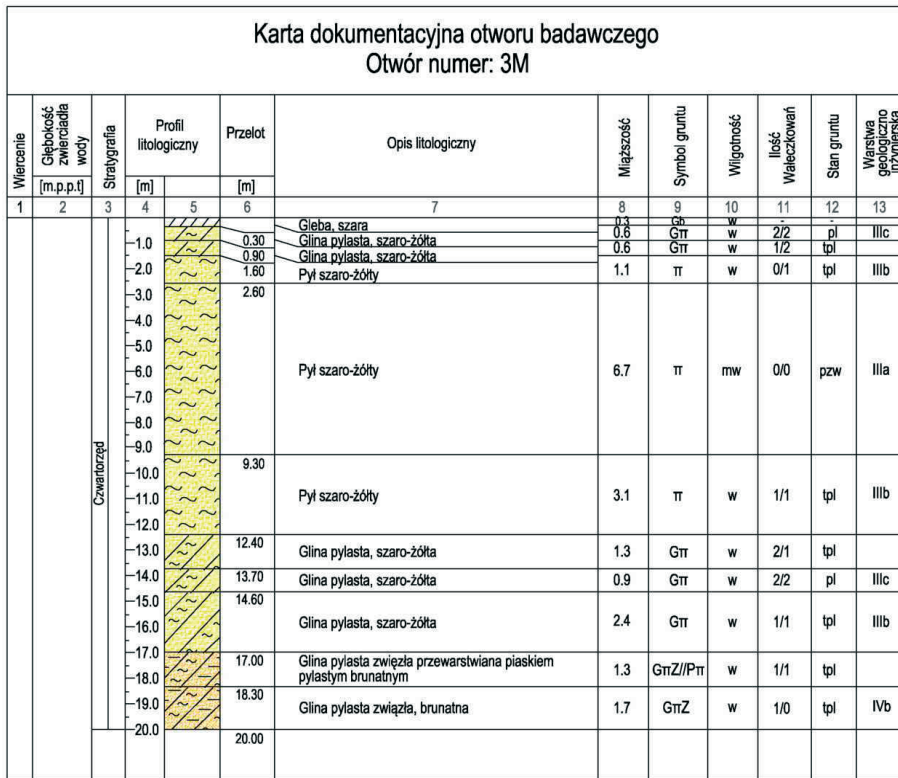 Karta dokumentacyjna otworu badawczego
Otwór numer: 3M
Wiercenie
Głębokość zwierciadła wody
[m.p.p.t]
Stratygrafia
Profil litologiczny
[m]
Przelot
[m]
Opis litologiczny
Miąższość
Symbol gruntu
Wilgotność
Ilość Wałeczkowań
Stan gruntu
Warstwa geologiczno inżynierska
1 2 3 4 5 6 7 8 9 10 11 12 13
Gleba, szara 0.3 Gb w - -
0.30 Glina pylasta, szaro-żółta 0.6 Gπ w 2/2 pl IIIc
0.90 Glina pylasta, szaro-żółta 0.6 Gπ w 1/2 tpl
1.60 Pył szaro-żółty 1.1 π w 0/1 tpl IIIb
2.60
Pył szaro-żółty 6.7 π mw 0/0 pzw IIIa
9.30
Pył szaro-żółty 3.1 π w 1/1 tpl IIIb
12.40
Glina pylasta, szaro-żółta 1.3 Gπ w 2/1 tpl
13.70 Glina pylasta, szaro-żółta 0.9 Gπ w 2/2 pl IIIc
14.60
Glina pylasta, szaro-żółta 2.4 Gπ w 1/1 tpl IIIb
17.00 Glina pylasta zwięzła przewarstwiana piaskiem
pylastym brunatnym 1.3 GπZ//Pπ w 1/1 tpl
18.30
Glina pylasta związła, brunatna 1.7 GπZ w 1/0 tpl IVb
20.00
Czwartorzęd
-1.0
-2.0
-3.0
-4.0
-5.0
-6.0
-7.0
-8.0
-9.0
-10.0
-11.0
-12.0
-13.0
-14.0
-15.0
-16.0
-17.0
-18.0
-19.0
-20.0